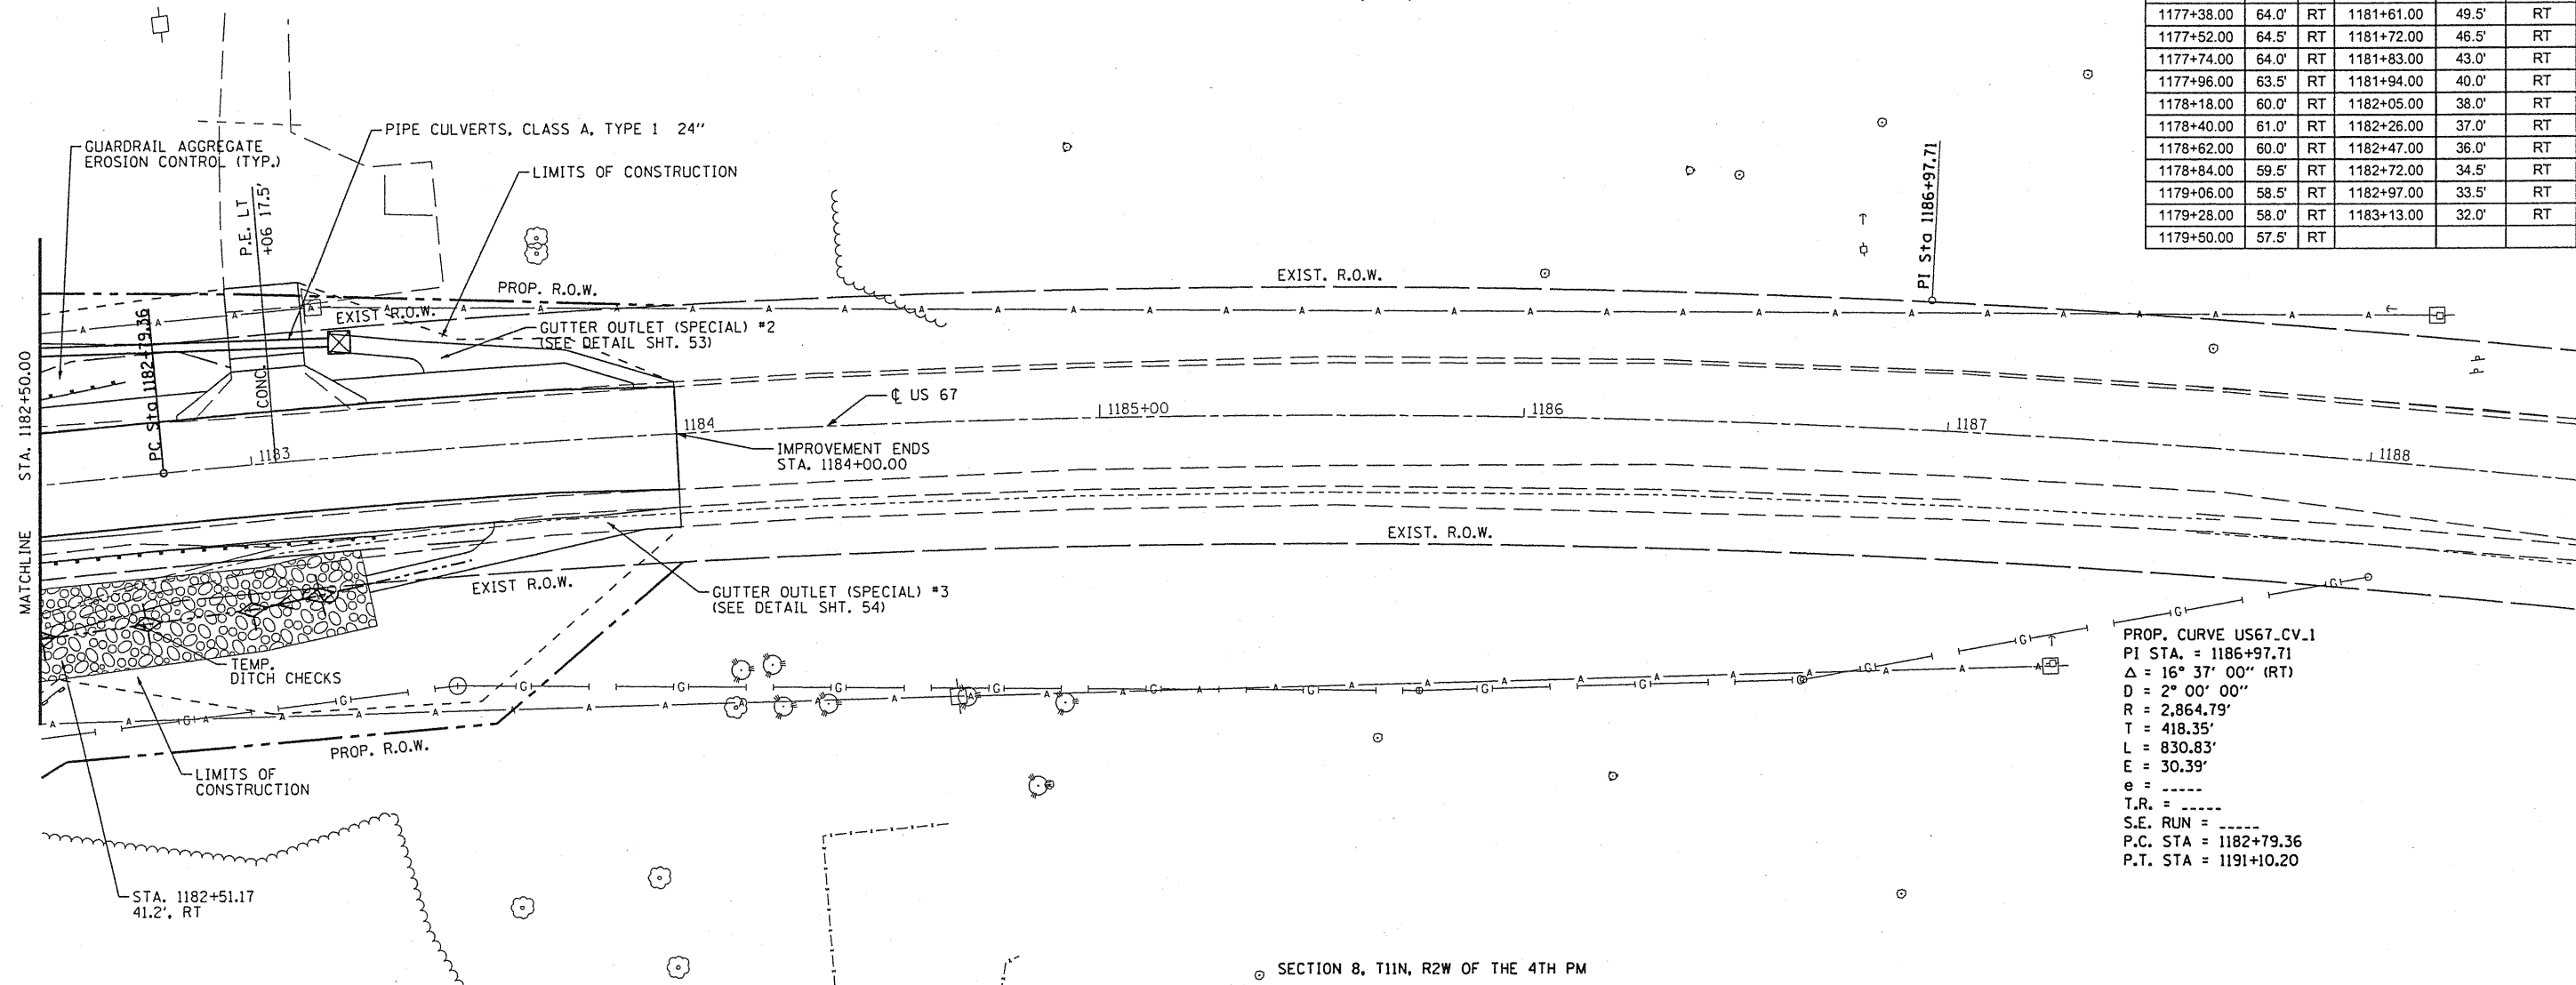 1177+38.00 64.0' RT 1181+61.00 49.5' RT
1177+52.00 64.5' RT 1181+72.00 46.5' RT
1177+74.00 64.0' RT 1181+83.00 43.0' RT
1177+96.00 63.5' RT 1181+94.00 40.0' RT
1178+18.00 60.0' RT 1182+05.00 38.0' RT
1178+40.00 61.0' RT 1182+26.00 37.0' RT
1178+62.00 60.0' RT 1182+47.00 36.0' RT
1178+84.00 59.5' RT 1182+72.00 34.5' RT
1179+06.00 58.5' RT 1182+97.00 33.5' RT
1179+28.00 58.0' RT 1183+13.00 32.0' RT
1179+50.00 57.5' RT
PIPE CULVERTS, CLASS A, TYPE 1 24"
GUARDRAIL AGGREGATE
EROSION CONTROL (TYP.)
LIMITS OF CONSTRUCTION
P.E. LT
+06 17.5'
PI Sta 1186+97.71
EXIST. R.O.W.
PROP. R.O.W.
EXIST R.O.W.
GUTTER OUTLET (SPECIAL) #2
(SEE DETAIL SHT. 53)
PC Sta 1182+79.36
CONC.
℄ US 67
1183
1184
1185+00
1186
1187
1188
IMPROVEMENT ENDS
STA. 1184+00.00
MATCHLINE STA. 1182+50.00
EXIST. R.O.W.
EXIST R.O.W.
GUTTER OUTLET (SPECIAL) #3
(SEE DETAIL SHT. 54)
TEMP.
DITCH CHECKS
PROP. R.O.W.
LIMITS OF
CONSTRUCTION
STA. 1182+51.17
41.2', RT
PROP. CURVE US67_CV_1
PI STA. = 1186+97.71
Δ = 16° 37' 00" (RT)
D = 2° 00' 00"
R = 2,864.79'
T = 418.35'
L = 830.83'
E = 30.39'
e = -----
T.R. = -----
S.E. RUN = -----
P.C. STA = 1182+79.36
P.T. STA = 1191+10.20
SECTION 8, T11N, R2W OF THE 4TH PM